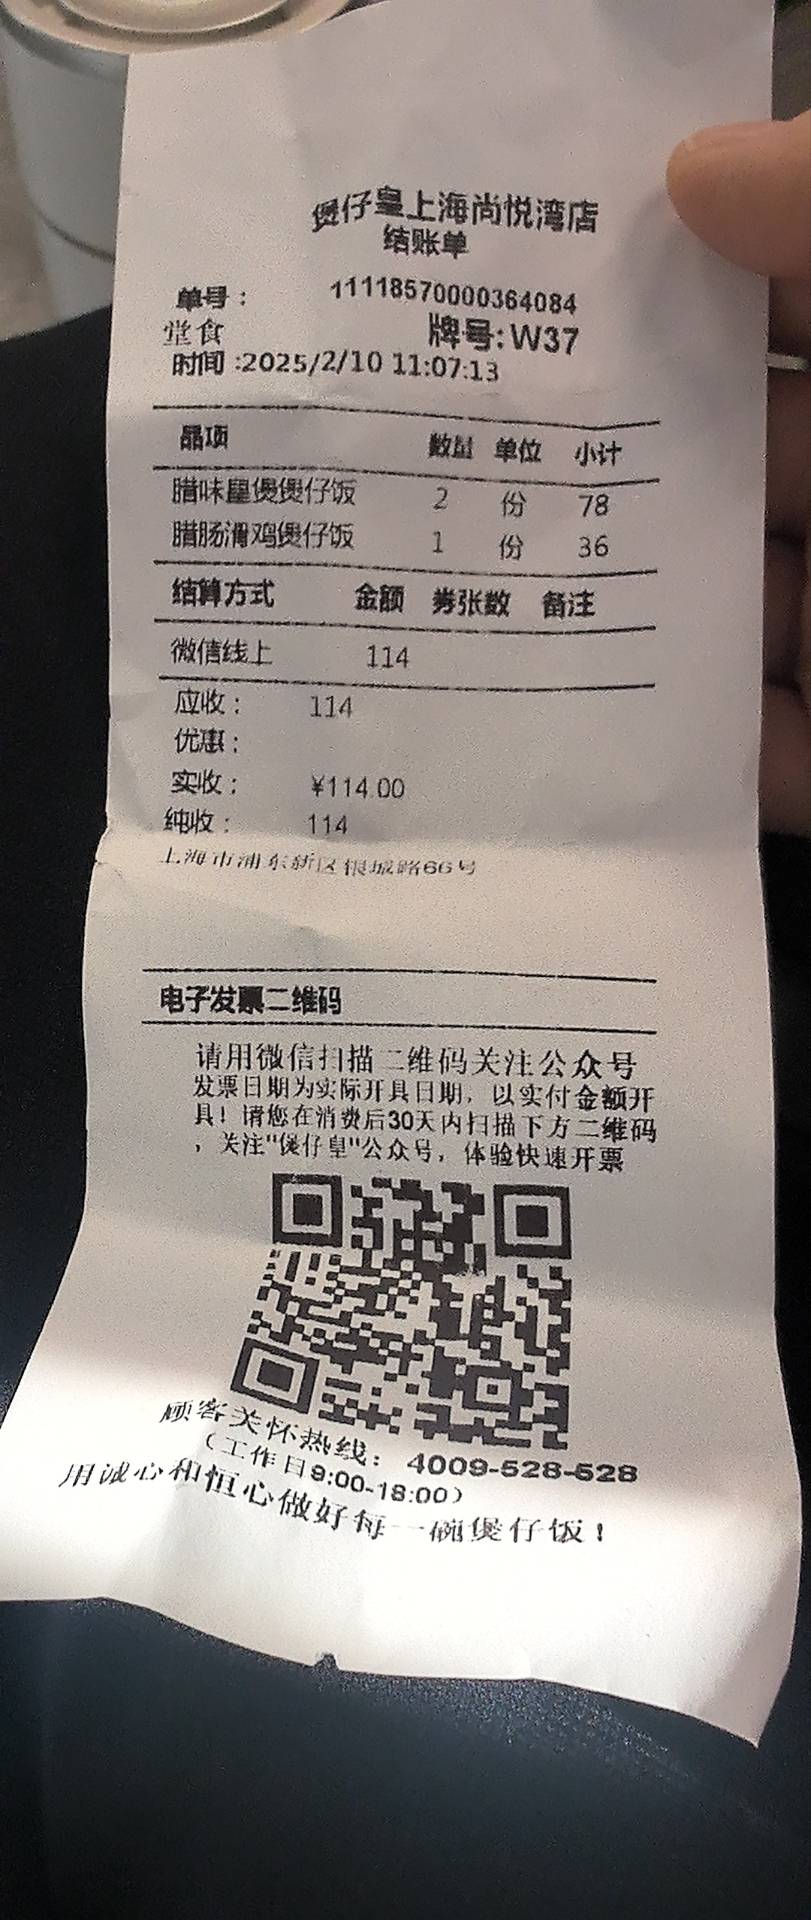 煲仔皇上海尚悦湾店
结账单
单号： 11118570000364084
堂食 牌号:W37
时间:2025/2/10 11:07:13
品项 数量 单位 小计
腊味皇煲煲仔饭 2 份 78
腊肠滑鸡煲仔饭 1 份 36
结算方式 金额 券张数 备注
微信线上 114
应收： 114
优惠：
实收： ¥114.00
纯收： 114
上海市浦东新区银城路66号
电子发票二维码
请用微信扫描二维码关注公众号
发票日期为实际开具日期，以实付金额开
具！请您在消费后30天内扫描下方二维码
，关注"煲仔皇"公众号，体验快速开票
顾客关怀热线： 4009-528-528
（工作日9:00-18:00）
用诚心和恒心做好每一碗煲仔饭！